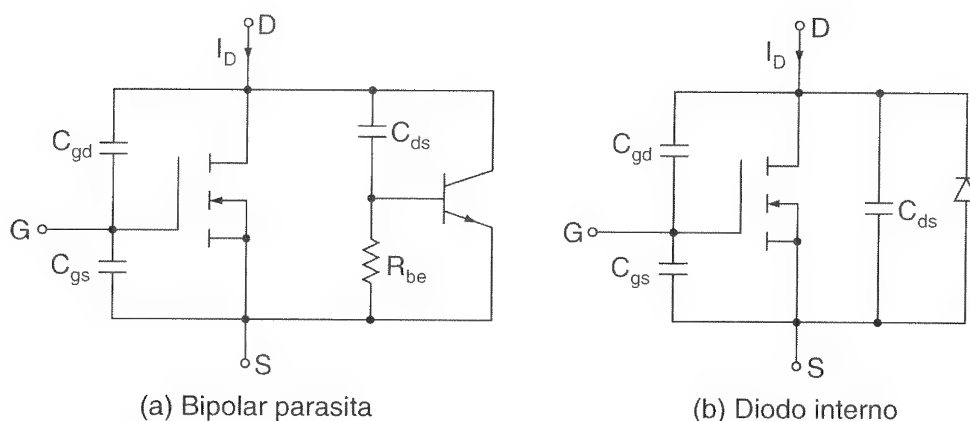 D
I_D
C_gd
C_ds
G
C_gs
R_be
S
(a) Bipolar parasita
D
I_D
C_gd
C_ds
G
C_gs
S
(b) Diodo interno